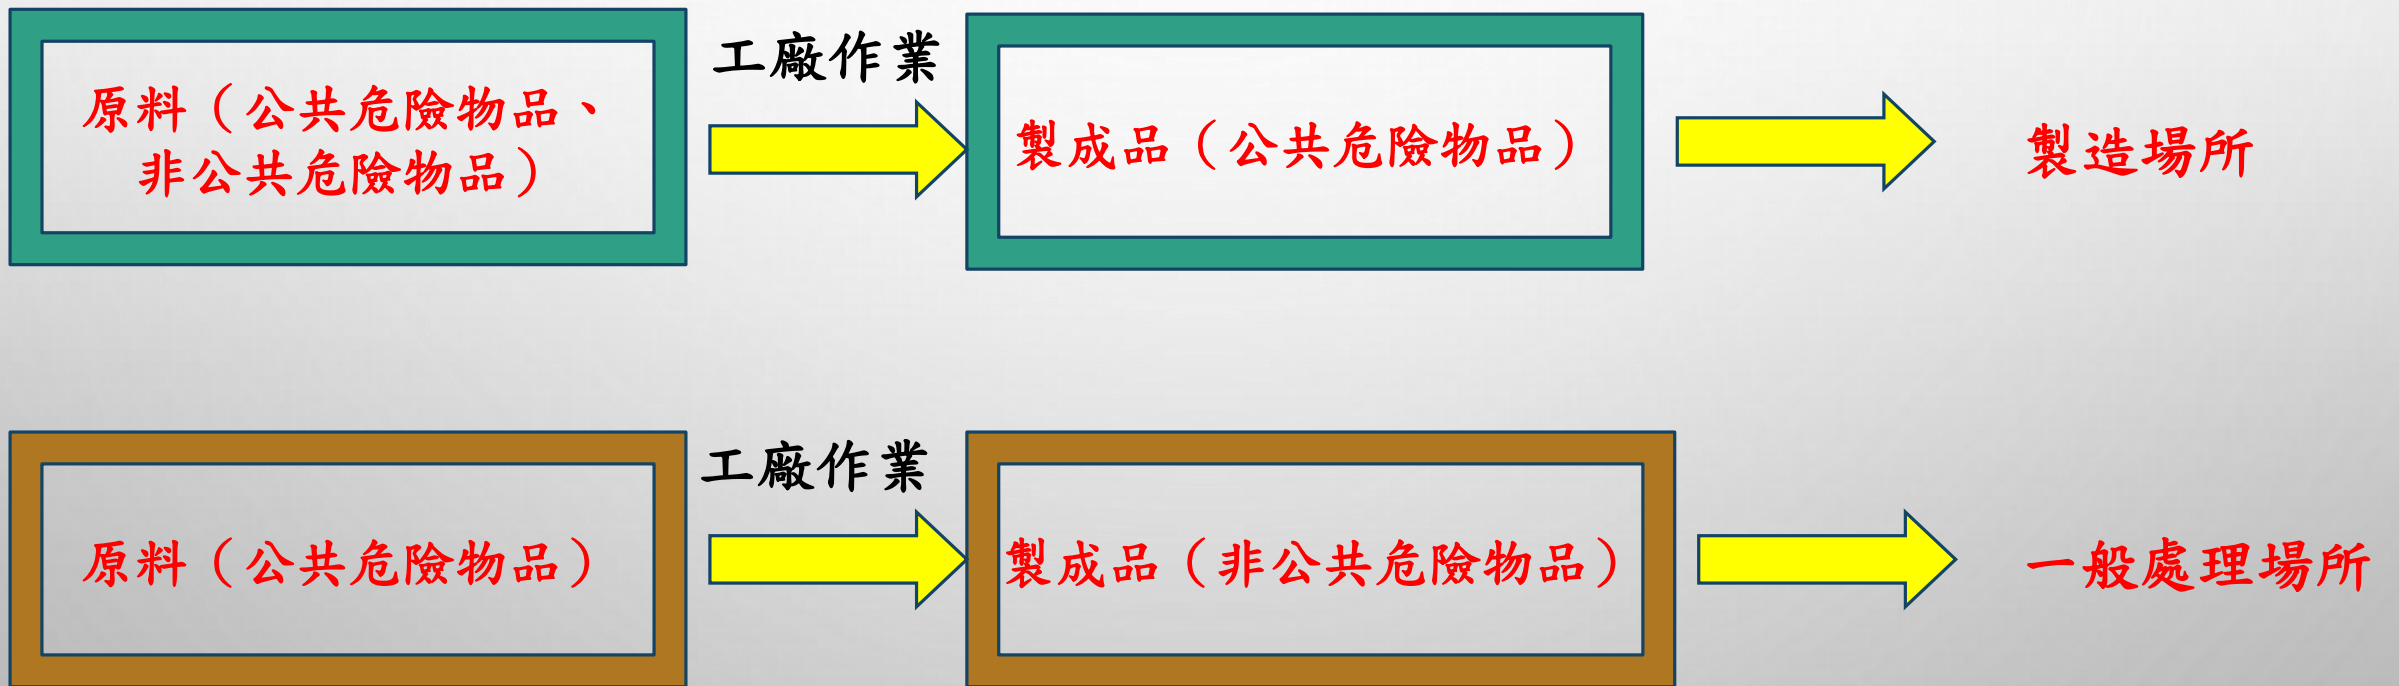 工廠作業
原料（公共危險物品、
非公共危險物品）
製成品（公共危險物品）
製造場所
工廠作業
原料（公共危險物品）
製成品（非公共危險物品）
一般處理場所